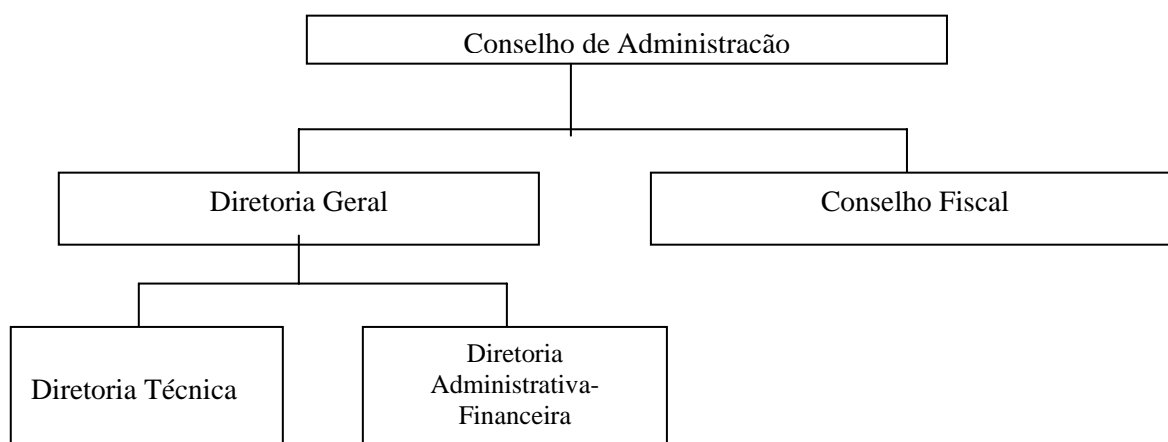 Conselho de Administracão
Diretoria Geral
Conselho Fiscal
Diretoria Técnica
Diretoria
Administrativa-
Financeira